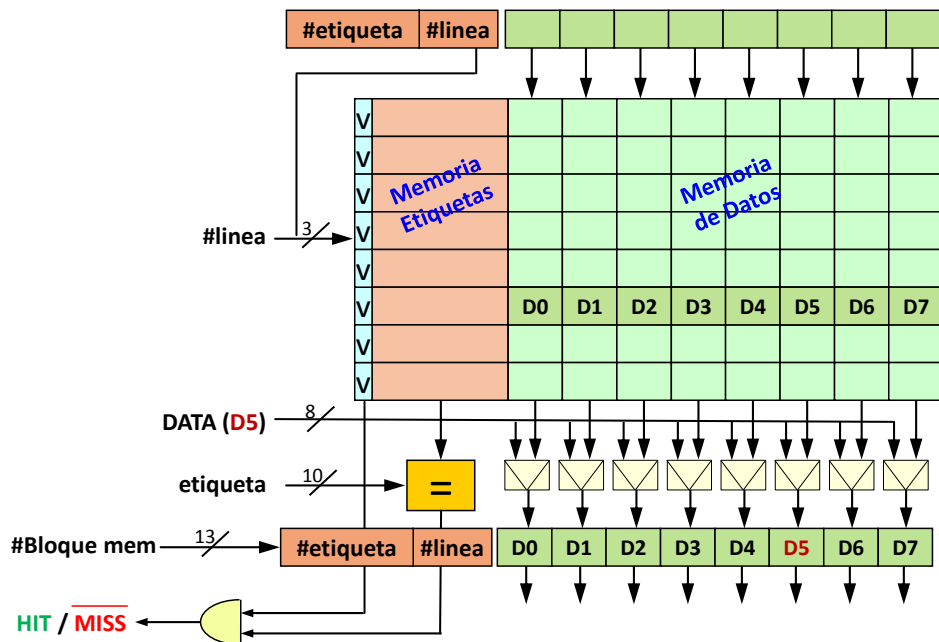 #etiqueta #linea
V
V
V
Memoria Etiquetas
Memoria de Datos
#linea 3 V
V
V D0 D1 D2 D3 D4 D5 D6 D7
V
V
DATA (D5) 8
etiqueta 10 =
#Bloque mem 13 #etiqueta #linea D0 D1 D2 D3 D4 D5 D6 D7
HIT / MISS